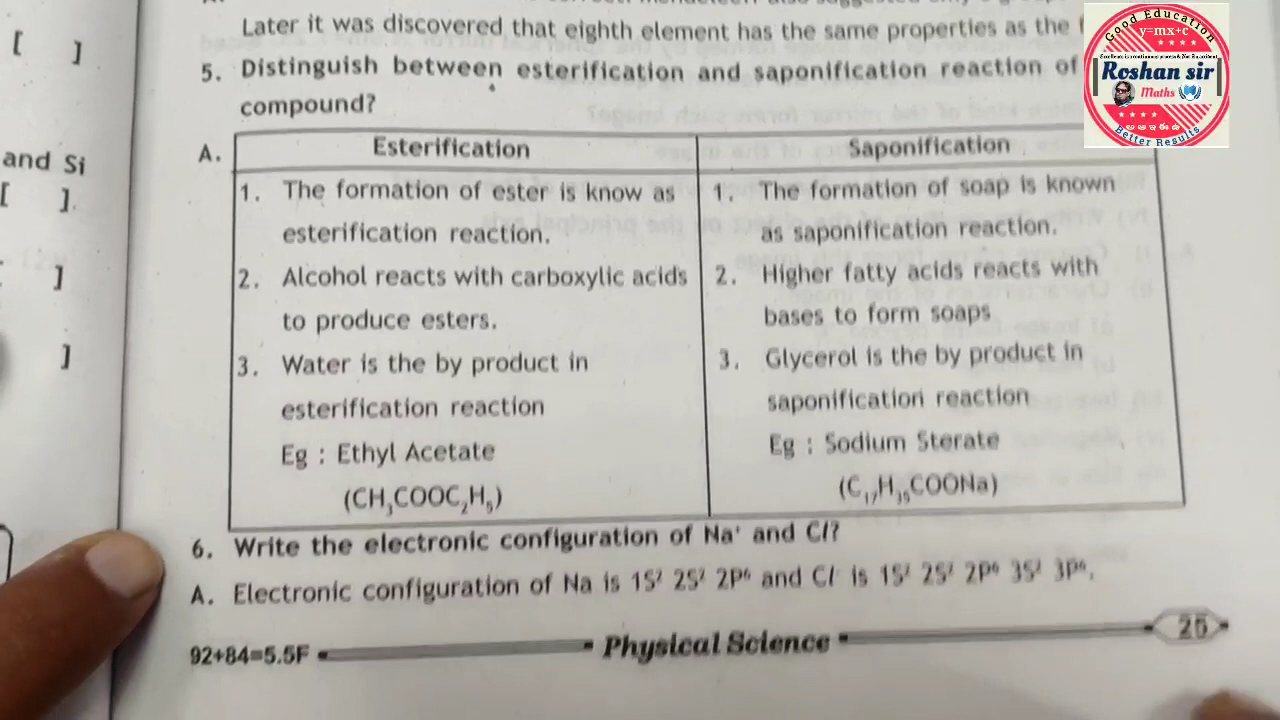 Later it was discovered that eighth element has the same properties as the
5. Distinguish between esterification and saponification reaction of
compound?
A.
Esterification
1. The formation of ester is know as
esterification reaction.
2. Alcohol reacts with carboxylic acids
to produce esters.
3. Water is the by product in
esterification reaction
Eg : Ethyl Acetate
(CH₃COOC₂H₅)
Saponification
1. The formation of soap is known
as saponification reaction.
2. Higher fatty acids reacts with
bases to form soaps
3. Glycerol is the by product in
saponification reaction
Eg : Sodium Sterate
(C₁₇H₃₅COONa)
6. Write the electronic configuration of Na⁺ and Cl?
A. Electronic configuration of Na is 1S² 2S² 2P⁶ and Cl⁻ is 1S² 2S² 2P⁶ 3S² 3P⁶.
92+84=5.5F
Physical Science
25
[ ]
and Si
[ ].
]
]
Good Education
y=mx+c
Roshan sir
Maths
Better Results